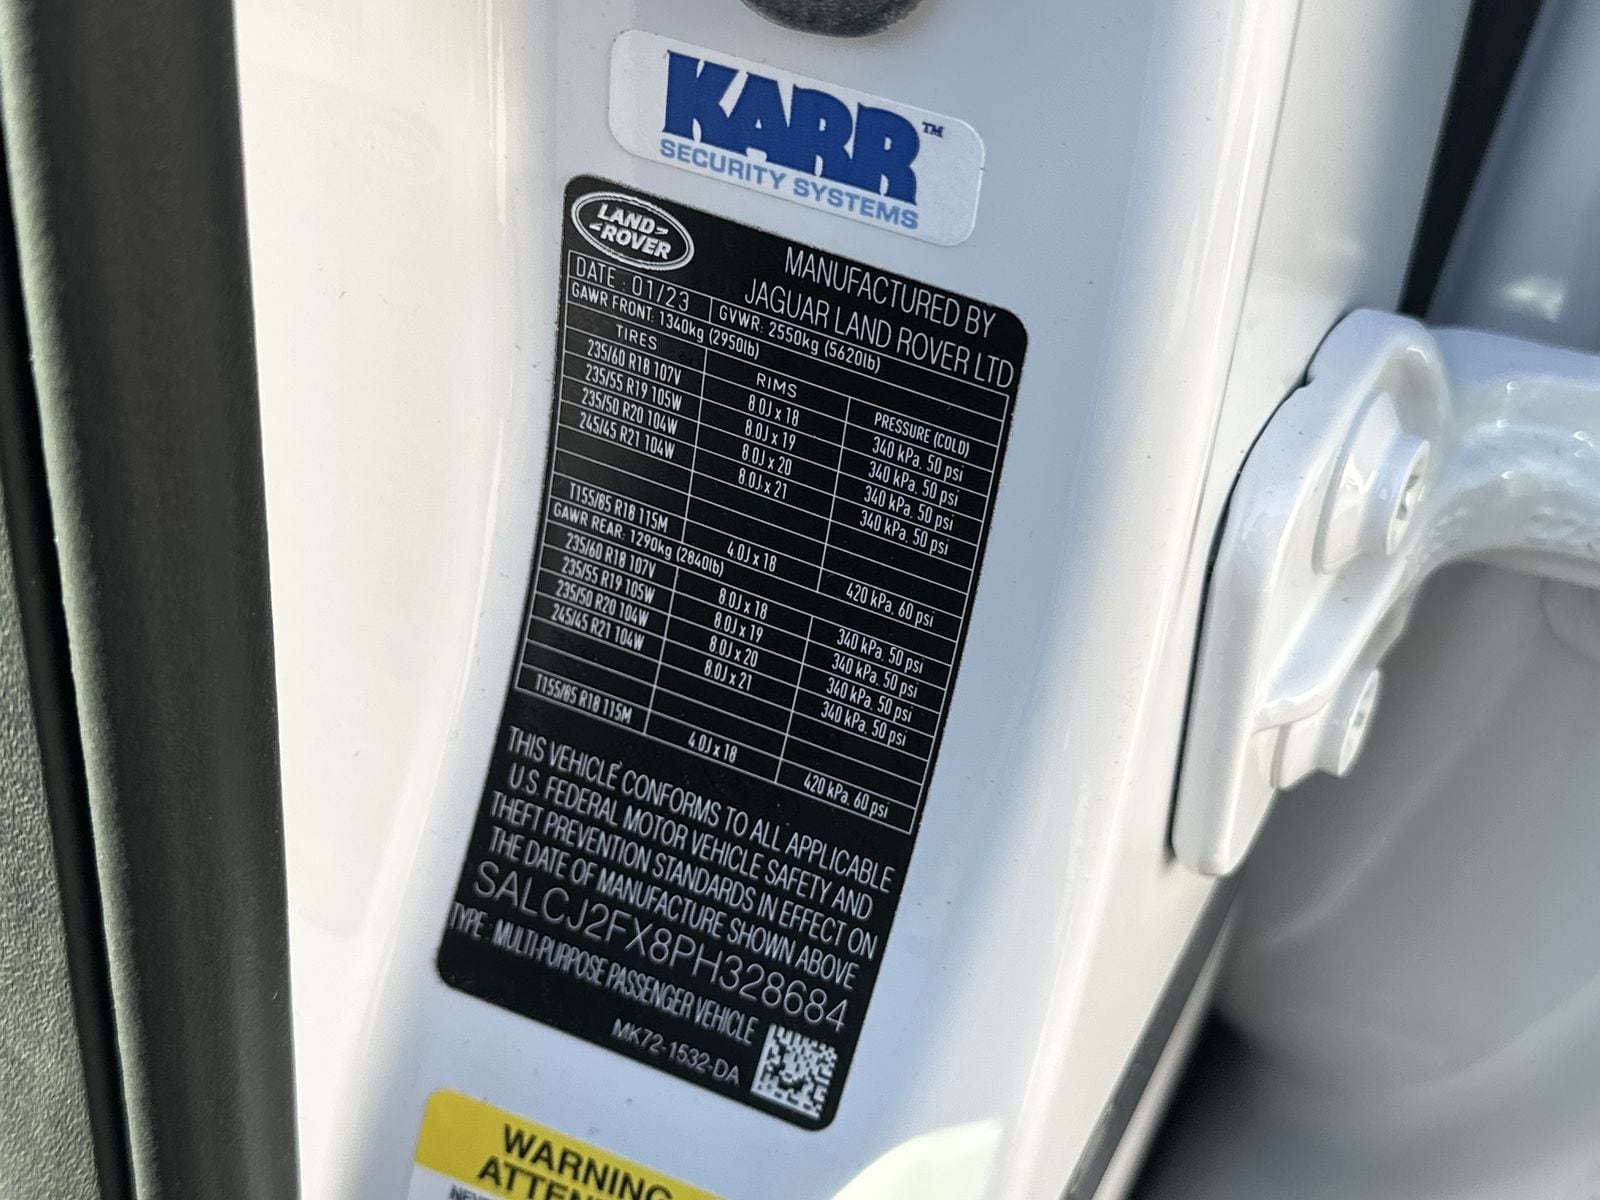 KARR™
SECURITY SYSTEMS
LAND-
-ROVER
MANUFACTURED BY
JAGUAR LAND ROVER LTD
DATE : 01/23 GVWR: 2550kg (5620lb)
GAWR FRONT: 1340kg (2950lb)
TIRES RIMS PRESSURE (COLD)
235/60 R18 107V 8.0J x 18 340 kPa. 50 psi
235/55 R19 105W 8.0J x 19 340 kPa. 50 psi
235/50 R20 104W 8.0J x 20 340 kPa. 50 psi
245/45 R21 104W 8.0J x 21 340 kPa. 50 psi
T155/85 R18 115M 4.0J x 18 420 kPa. 60 psi
GAWR REAR: 1290kg (2840lb)
235/60 R18 107V 8.0J x 18 340 kPa. 50 psi
235/55 R19 105W 8.0J x 19 340 kPa. 50 psi
235/50 R20 104W 8.0J x 20 340 kPa. 50 psi
245/45 R21 104W 8.0J x 21 340 kPa. 50 psi
T155/85 R18 115M 4.0J x 18 420 kPa. 60 psi
THIS VEHICLE CONFORMS TO ALL APPLICABLE
U.S. FEDERAL MOTOR VEHICLE SAFETY AND
THEFT PREVENTION STANDARDS IN EFFECT ON
THE DATE OF MANUFACTURE SHOWN ABOVE
SALCJ2FX8PH328684
TYPE : MULTI-PURPOSE PASSENGER VEHICLE
MK72-1532-DA
WARNING